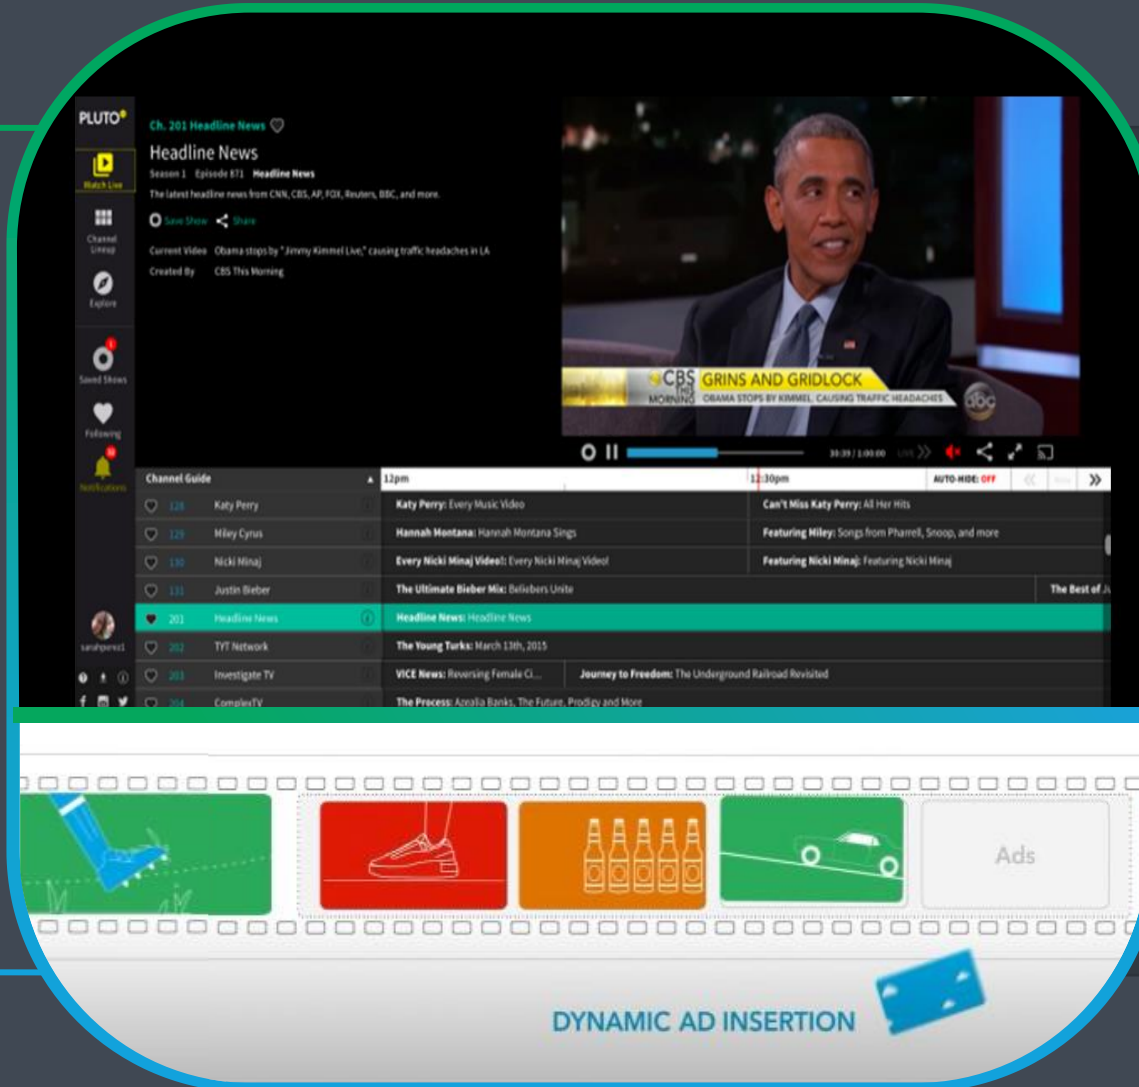 PLUTO
Watch Live
Channel Lineup
Explore
Saved Shows
Following
Notifications
sarahperez1
Ch. 201 Headline News
Headline News
Season 1 Episode 871 Headline News
The latest headline news from CNN, CBS, AP, FOX, Reuters, BBC, and more.
Save Show Share
Current Video Obama stops by "Jimmy Kimmel Live," causing traffic headaches in LA
Created By CBS This Morning
CBS THIS MORNING
GRINS AND GRIDLOCK
OBAMA STOPS BY KIMMEL, CAUSING TRAFFIC HEADACHES
abc
30:39 / 1:00:00 LIVE
Channel Guide 12pm 12:30pm AUTO-HIDE: OFF
128 Katy Perry Katy Perry: Every Music Video Can't Miss Katy Perry: All Her Hits
129 Miley Cyrus Hannah Montana: Hannah Montana Sings Featuring Miley: Songs from Pharrell, Snoop, and more
130 Nicki Minaj Every Nicki Minaj Video!: Every Nicki Minaj Video! Featuring Nicki Minaj: Featuring Nicki Minaj
131 Justin Bieber The Ultimate Bieber Mix: Beliebers Unite The Best of
201 Headline News Headline News: Headline News
202 TYT Network The Young Turks: March 13th, 2015
203 Investigate TV VICE News: Reversing Female Ci... Journey to Freedom: The Underground Railroad Revisited
204 ComplexTV The Process: Azealia Banks, The Future, Prodigy and More
Ads
DYNAMIC AD INSERTION